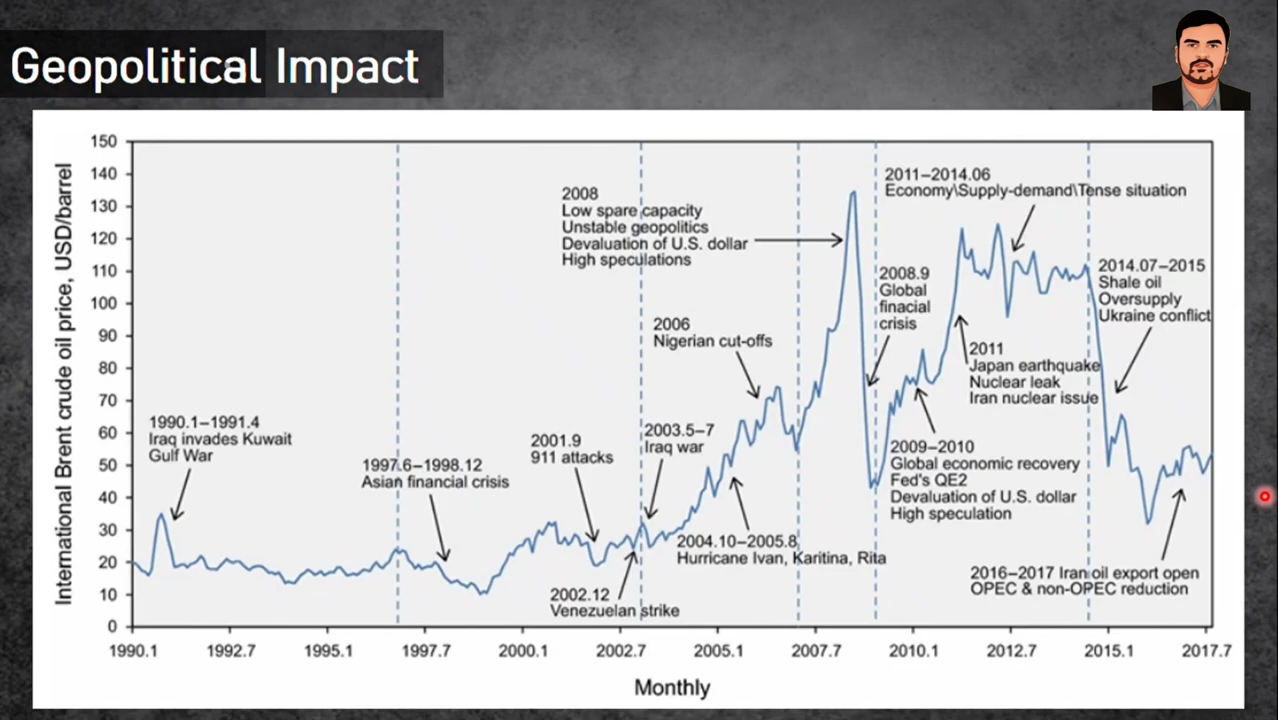 Geopolitical Impact
International Brent crude oil price, USD/barrel
150
140
130
120
110
100
90
80
70
60
50
40
30
20
10
0
1990.1–1991.4
Iraq invades Kuwait
Gulf War
1997.6–1998.12
Asian financial crisis
2001.9
911 attacks
2002.12
Venezuelan strike
2003.5–7
Iraq war
2004.10–2005.8
Hurricane Ivan, Karitina, Rita
2006
Nigerian cut-offs
2008
Low spare capacity
Unstable geopolitics
Devaluation of U.S. dollar
High speculations
2008.9
Global
finacial
crisis
2009–2010
Global economic recovery
Fed's QE2
Devaluation of U.S. dollar
High speculation
2011–2014.06
Economy\Supply-demand\Tense situation
2011
Japan earthquake
Nuclear leak
Iran nuclear issue
2014.07–2015
Shale oil
Oversupply
Ukraine conflict
2016–2017 Iran oil export open
OPEC & non-OPEC reduction
1990.1 1992.7 1995.1 1997.7 2000.1 2002.7 2005.1 2007.7 2010.1 2012.7 2015.1 2017.7
Monthly